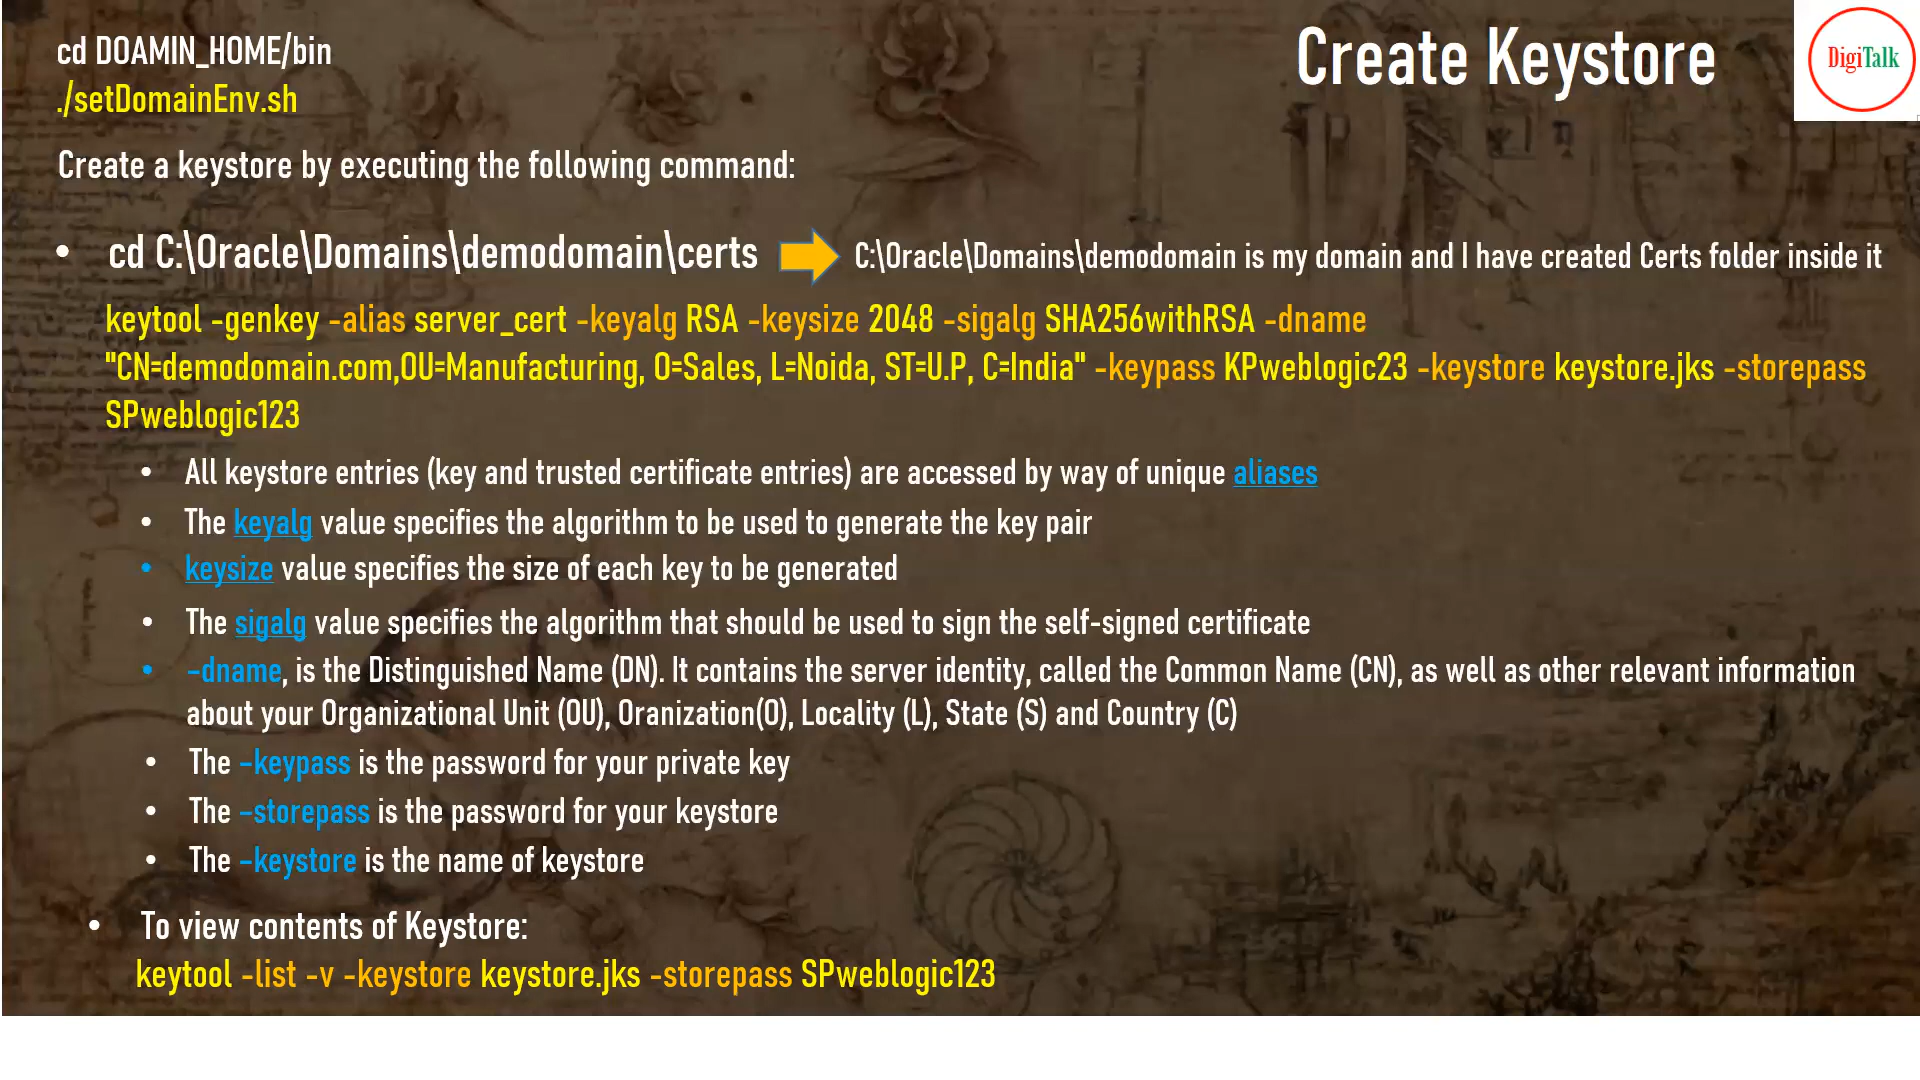 cd DOAMIN_HOME/bin
./setDomainEnv.sh
Create Keystore
DigiTalk
Create a keystore by executing the following command:
• cd C:\Oracle\Domains\demodomain\certs C:\Oracle\Domains\demodomain is my domain and I have created Certs folder inside it
keytool -genkey -alias server_cert -keyalg RSA -keysize 2048 -sigalg SHA256withRSA -dname
"CN=demodomain.com,OU=Manufacturing, O=Sales, L=Noida, ST=U.P, C=India" -keypass KPweblogic23 -keystore keystore.jks -storepass
SPweblogic123
• All keystore entries (key and trusted certificate entries) are accessed by way of unique aliases
• The keyalg value specifies the algorithm to be used to generate the key pair
• keysize value specifies the size of each key to be generated
• The sigalg value specifies the algorithm that should be used to sign the self-signed certificate
• -dname, is the Distinguished Name (DN). It contains the server identity, called the Common Name (CN), as well as other relevant information
about your Organizational Unit (OU), Oranization(O), Locality (L), State (S) and Country (C)
• The -keypass is the password for your private key
• The -storepass is the password for your keystore
• The -keystore is the name of keystore
• To view contents of Keystore:
keytool -list -v -keystore keystore.jks -storepass SPweblogic123